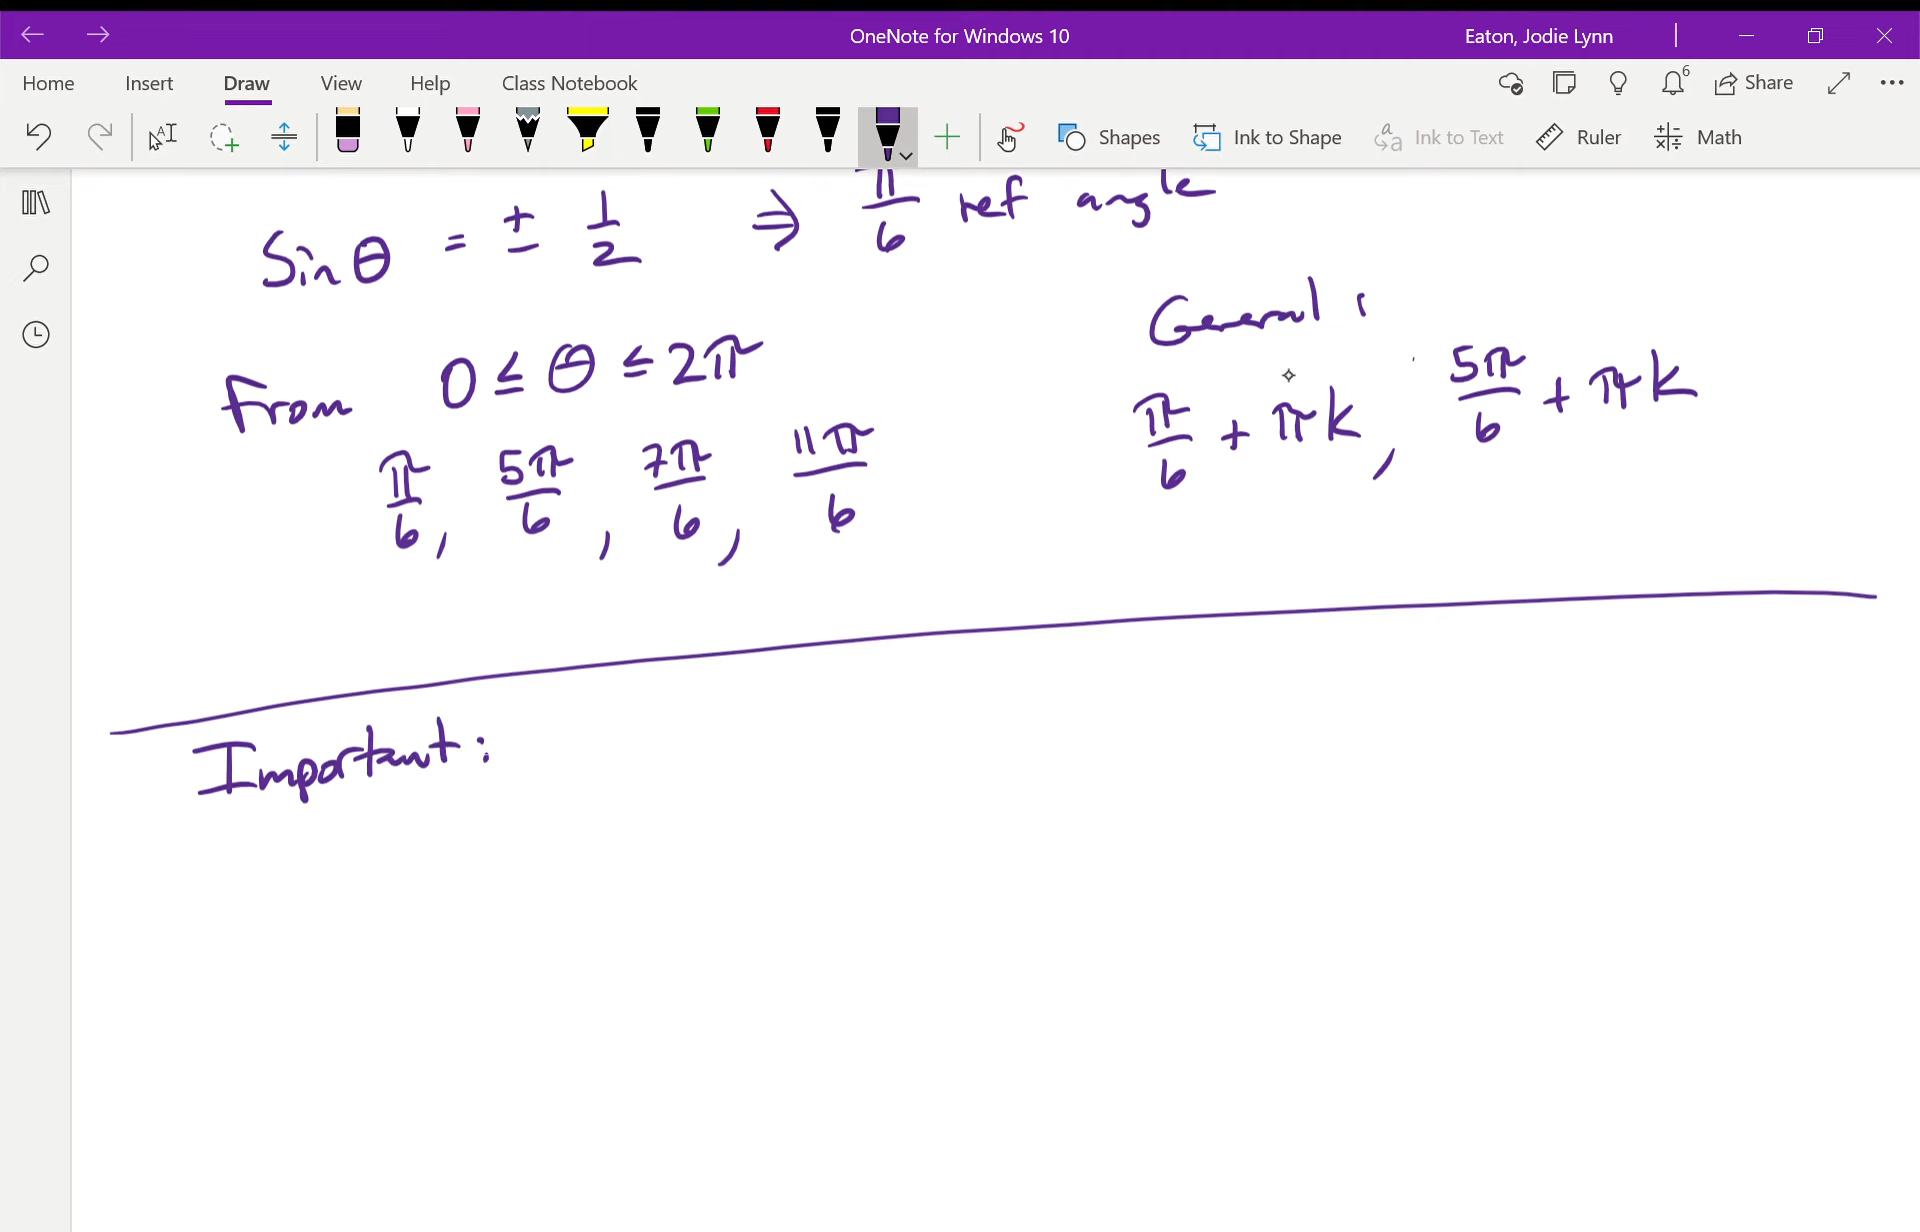 OneNote for Windows 10
Eaton, Jodie Lynn
Home Insert Draw View Help Class Notebook
6
Share
Shapes Ink to Shape Ink to Text Ruler Math
Sin θ = ± 1/2 ⇒ π/6 ref angle
General :
From 0 ≤ θ ≤ 2π
π/6 + πk, 5π/6 + πk
π/6, 5π/6, 7π/6, 11π/6
Important :